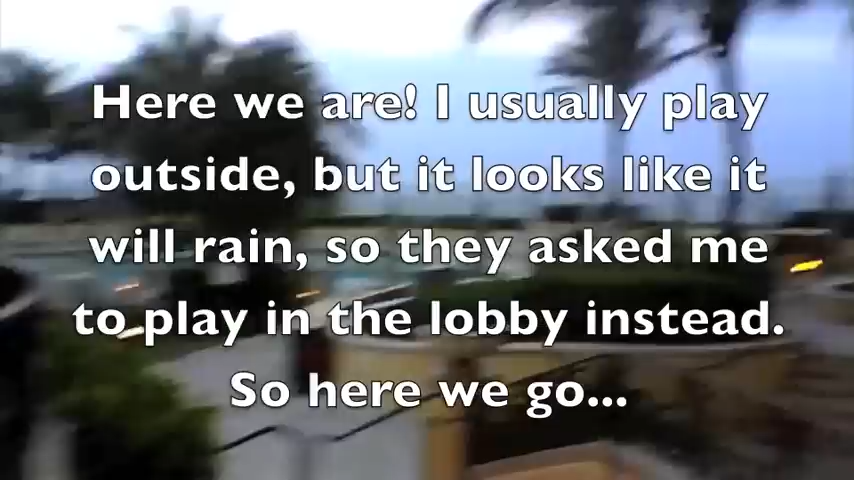 Here we are! I usually play
outside, but it looks like it
will rain, so they asked me
to play in the lobby instead.
So here we go...